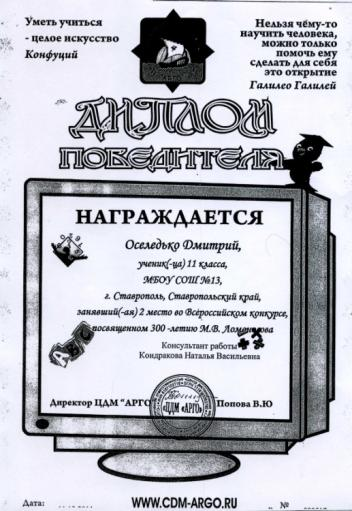 Уметь учиться
- целое искусство
Конфуций
Нельзя чему-то
научить человека,
можно только
помочь ему
сделать для себя
это открытие
Галилео Галилей
ДИПЛОМ
ПОБЕДИТЕЛЯ
НАГРАЖДАЕТСЯ
Оселедько Дмитрий,
ученик(-ца) 11 класса,
МБОУ СОШ №13,
г. Ставрополь, Ставропольский край,
занявший(-ая) 2 место во Всероссийском конкурсе,
посвященном 300-летию М.В. Ломоносова
Консультант работы
Кондракова Наталья Васильевна
АВС
Директор ЦДМ "АРГО"
«ЦДМ «АРГО»
Попова В.Ю
Дата:
WWW.CDM-ARGO.RU
№